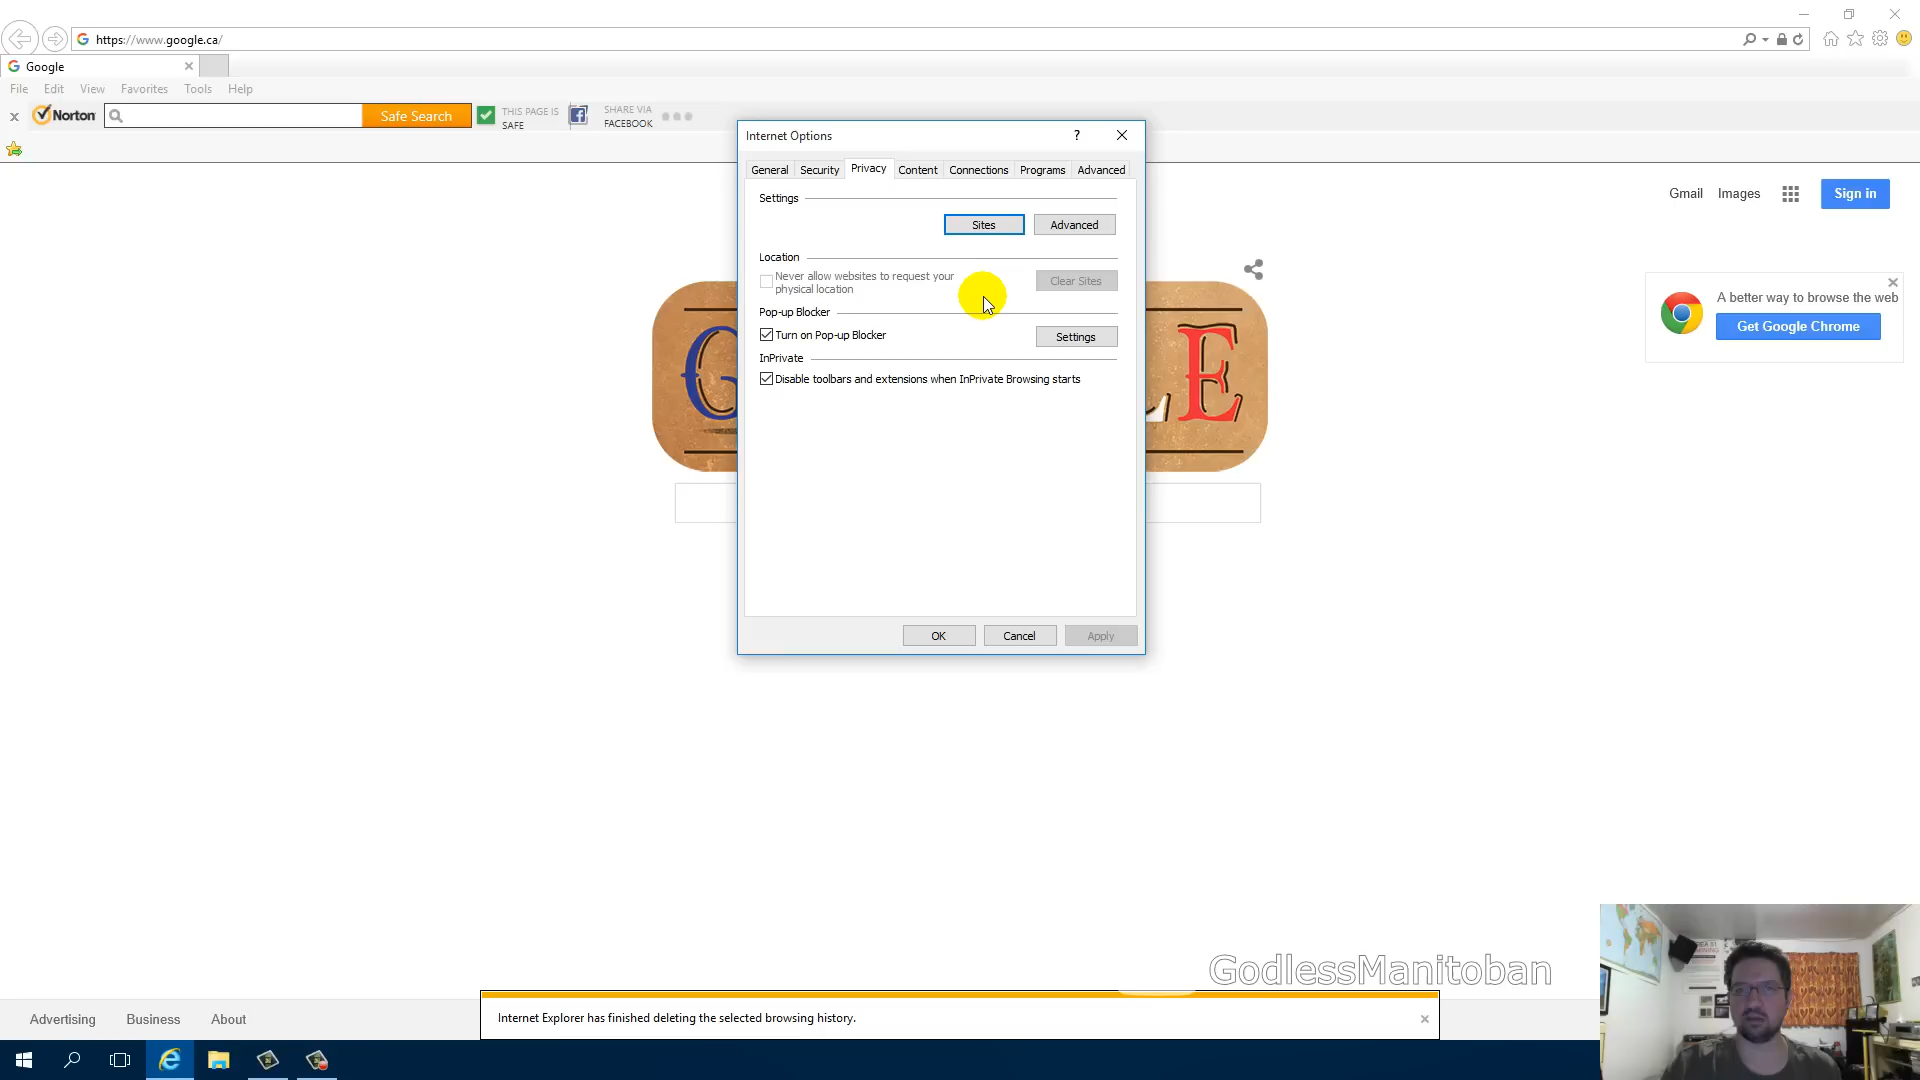 https://www.google.ca/
Google
File Edit View Favorites Tools Help
Norton
Safe Search
THIS PAGE IS
SAFE
SHARE VIA
FACEBOOK
Internet Options
?
General Security Privacy Content Connections Programs Advanced
Settings
Sites Advanced
Location
Never allow websites to request your
physical location
Clear Sites
Pop-up Blocker
Turn on Pop-up Blocker
Settings
InPrivate
Disable toolbars and extensions when InPrivate Browsing starts
OK Cancel Apply
Gmail Images Sign in
A better way to browse the web
Get Google Chrome
G
L E
GodlessManitoban
Internet Explorer has finished deleting the selected browsing history.
Advertising Business About